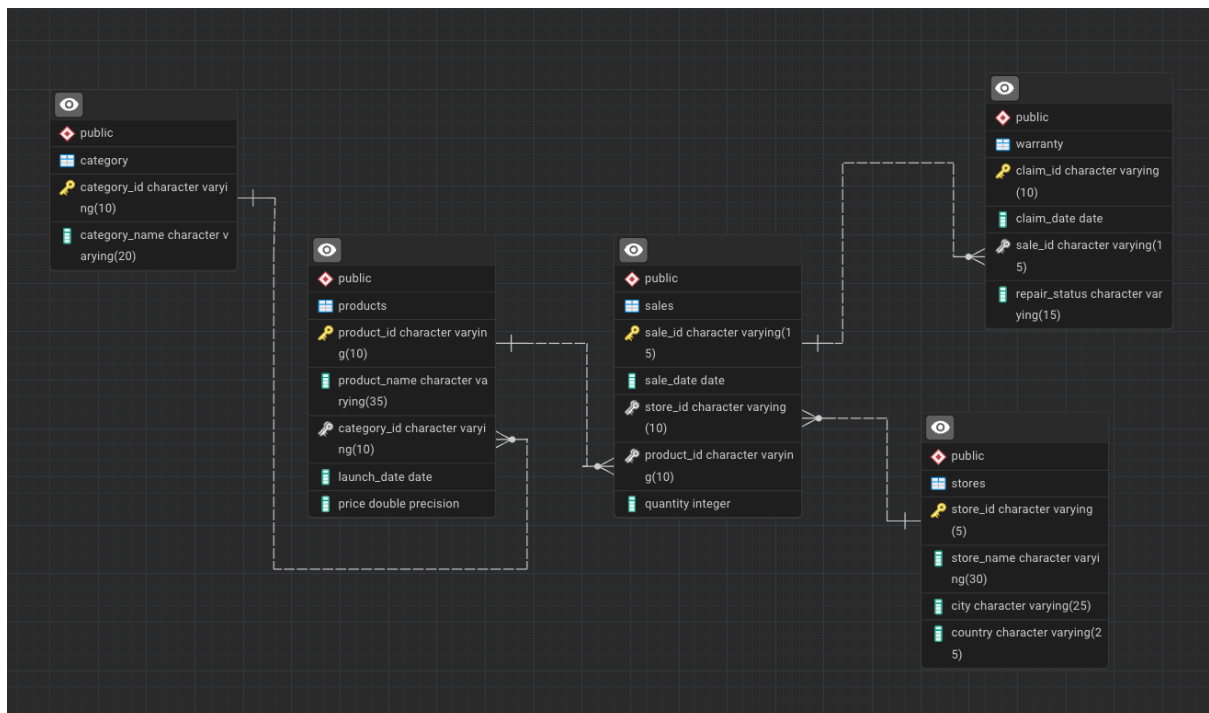 public
category
category_id character varyi
ng(10)
category_name character v
arying(20)
public
products
product_id character varyin
g(10)
product_name character va
rying(35)
category_id character varyi
ng(10)
launch_date date
price double precision
public
sales
sale_id character varying(1
5)
sale_date date
store_id character varying
(10)
product_id character varyin
g(10)
quantity integer
public
warranty
claim_id character varying
(10)
claim_date date
sale_id character varying(1
5)
repair_status character var
ying(15)
public
stores
store_id character varying
(5)
store_name character varyi
ng(30)
city character varying(25)
country character varying(2
5)